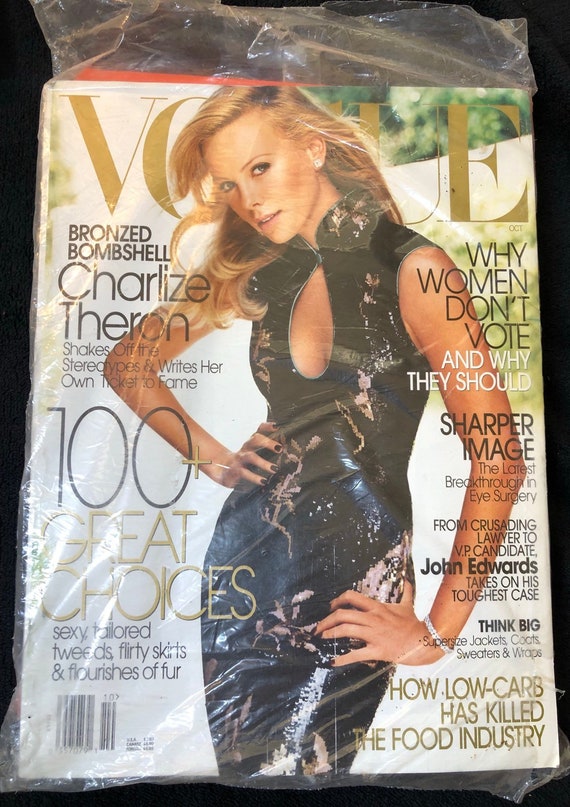 VOGUE
OCT
BRONZED
BOMBSHELL
Charlize
Theron
Shakes Off the
Stereotypes & Writes Her
Own Ticket to Fame
100+
GREAT
CHOICES
sexy, tailored
tweeds, flirty skirts
& flourishes of fur
WHY
WOMEN
DON'T
VOTE
AND WHY
THEY SHOULD
SHARPER
IMAGE
The Latest
Breakthrough in
Eye Surgery
FROM CRUSADING
LAWYER TO
V.P. CANDIDATE,
John Edwards
TAKES ON HIS
TOUGHEST CASE
THINK BIG
Supersize Jackets, Coats,
Sweaters & Wraps
HOW LOW-CARB
HAS KILLED
THE FOOD INDUSTRY